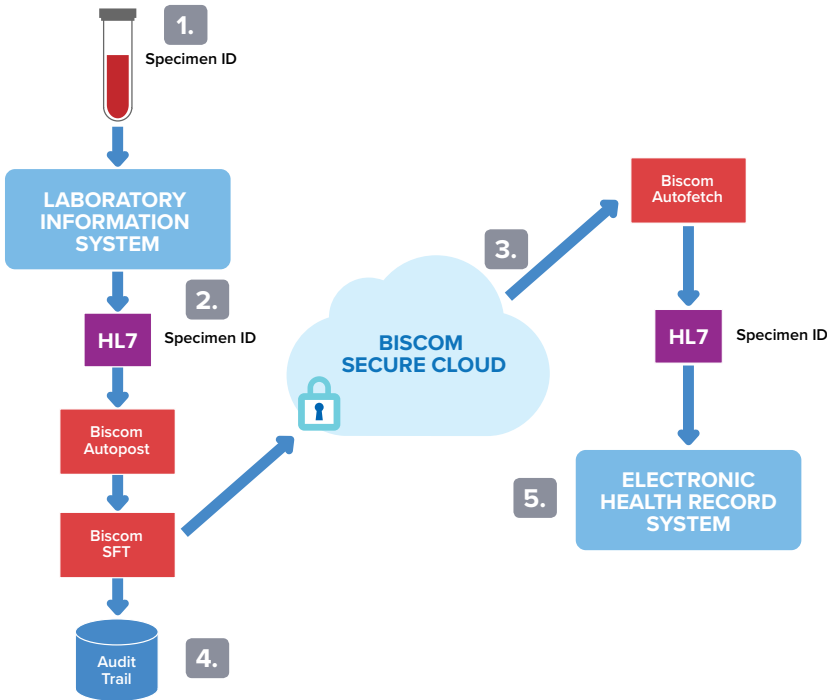 1.
Specimen ID
LABORATORY
INFORMATION
SYSTEM
2.
HL7
Specimen ID
Biscom
Autopost
Biscom
SFT
Audit
Trail
4.
BISCOM
SECURE CLOUD
3.
Biscom
Autofetch
HL7
Specimen ID
5.
ELECTRONIC
HEALTH RECORD
SYSTEM